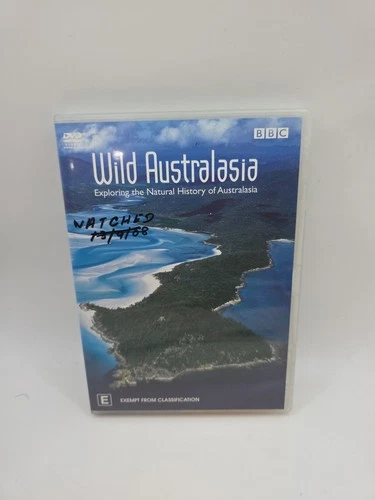 DVD
BBC
Wild Australasia
Exploring the Natural History of Australasia
WATCHED
E
EXEMPT FROM CLASSIFICATION